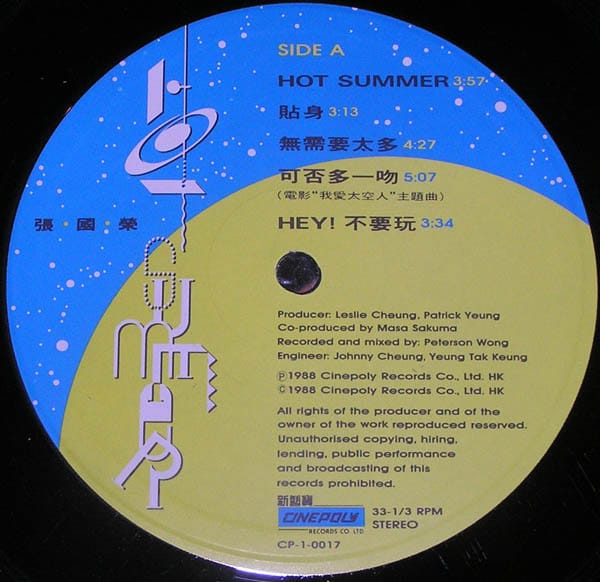 SIDE A
HOT SUMMER 3:57
貼身 3:13
無需要太多 4:27
可否多一吻 5:07
(電影“我愛太空人”主題曲)
HEY! 不要玩 3:34
張·國·榮
HOT
SUMMER
Producer: Leslie Cheung, Patrick Yeung
Co-produced by Masa Sakuma
Recorded and mixed by: Peterson Wong
Engineer: Johnny Cheung, Yeung Tak Keung
Ⓟ1988 Cinepoly Records Co., Ltd. HK
©1988 Cinepoly Records Co., Ltd. HK
All rights of the producer and of the
owner of the work reproduced reserved.
Unauthorised copying, hiring,
lending, public performance
and broadcasting of this
records prohibited.
新藝寶
CINEPOLY
RECORDS CO LTD
33-1/3 RPM
STEREO
CP-1-0017